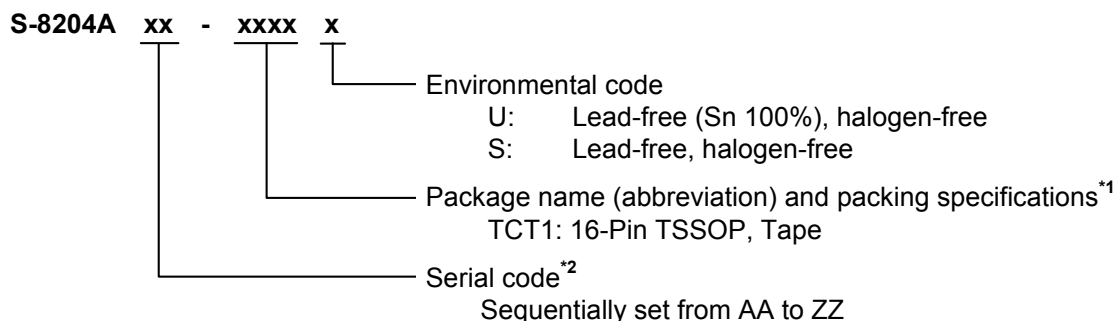 S-8204A xx - xxxx x
Environmental code
U: Lead-free (Sn 100%), halogen-free
S: Lead-free, halogen-free
Package name (abbreviation) and packing specifications*1
TCT1: 16-Pin TSSOP, Tape
Serial code*2
Sequentially set from AA to ZZ